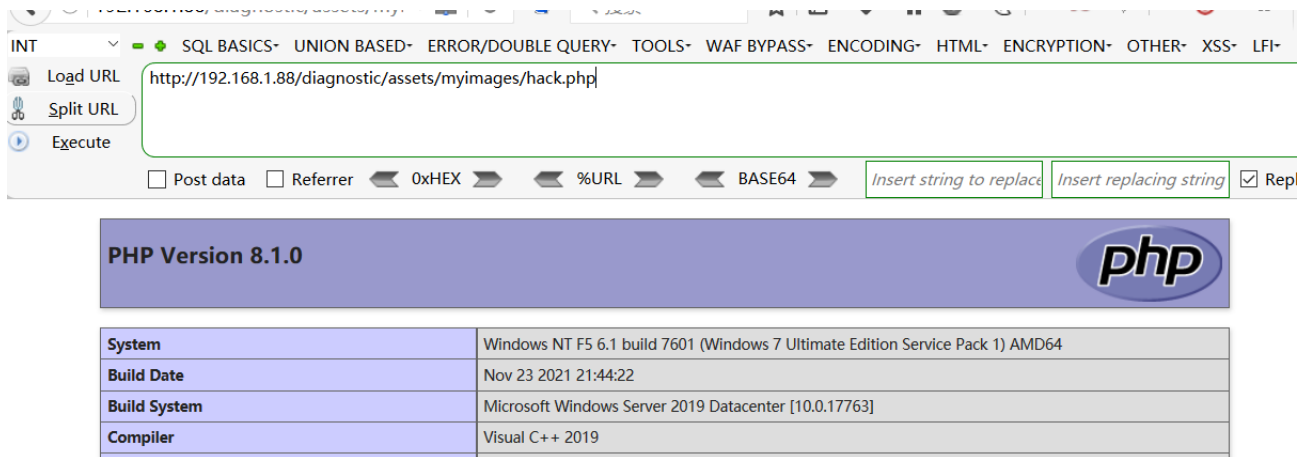 INT SQL BASICS- UNION BASED- ERROR/DOUBLE QUERY- TOOLS- WAF BYPASS- ENCODING- HTML- ENCRYPTION- OTHER- XSS- LFI-
Load URL http://192.168.1.88/diagnostic/assets/myimages/hack.php
Split URL
Execute
Post data Referrer 0xHEX %URL BASE64 Insert string to replace Insert replacing string Repl
PHP Version 8.1.0 php
System Windows NT F5 6.1 build 7601 (Windows 7 Ultimate Edition Service Pack 1) AMD64
Build Date Nov 23 2021 21:44:22
Build System Microsoft Windows Server 2019 Datacenter [10.0.17763]
Compiler Visual C++ 2019